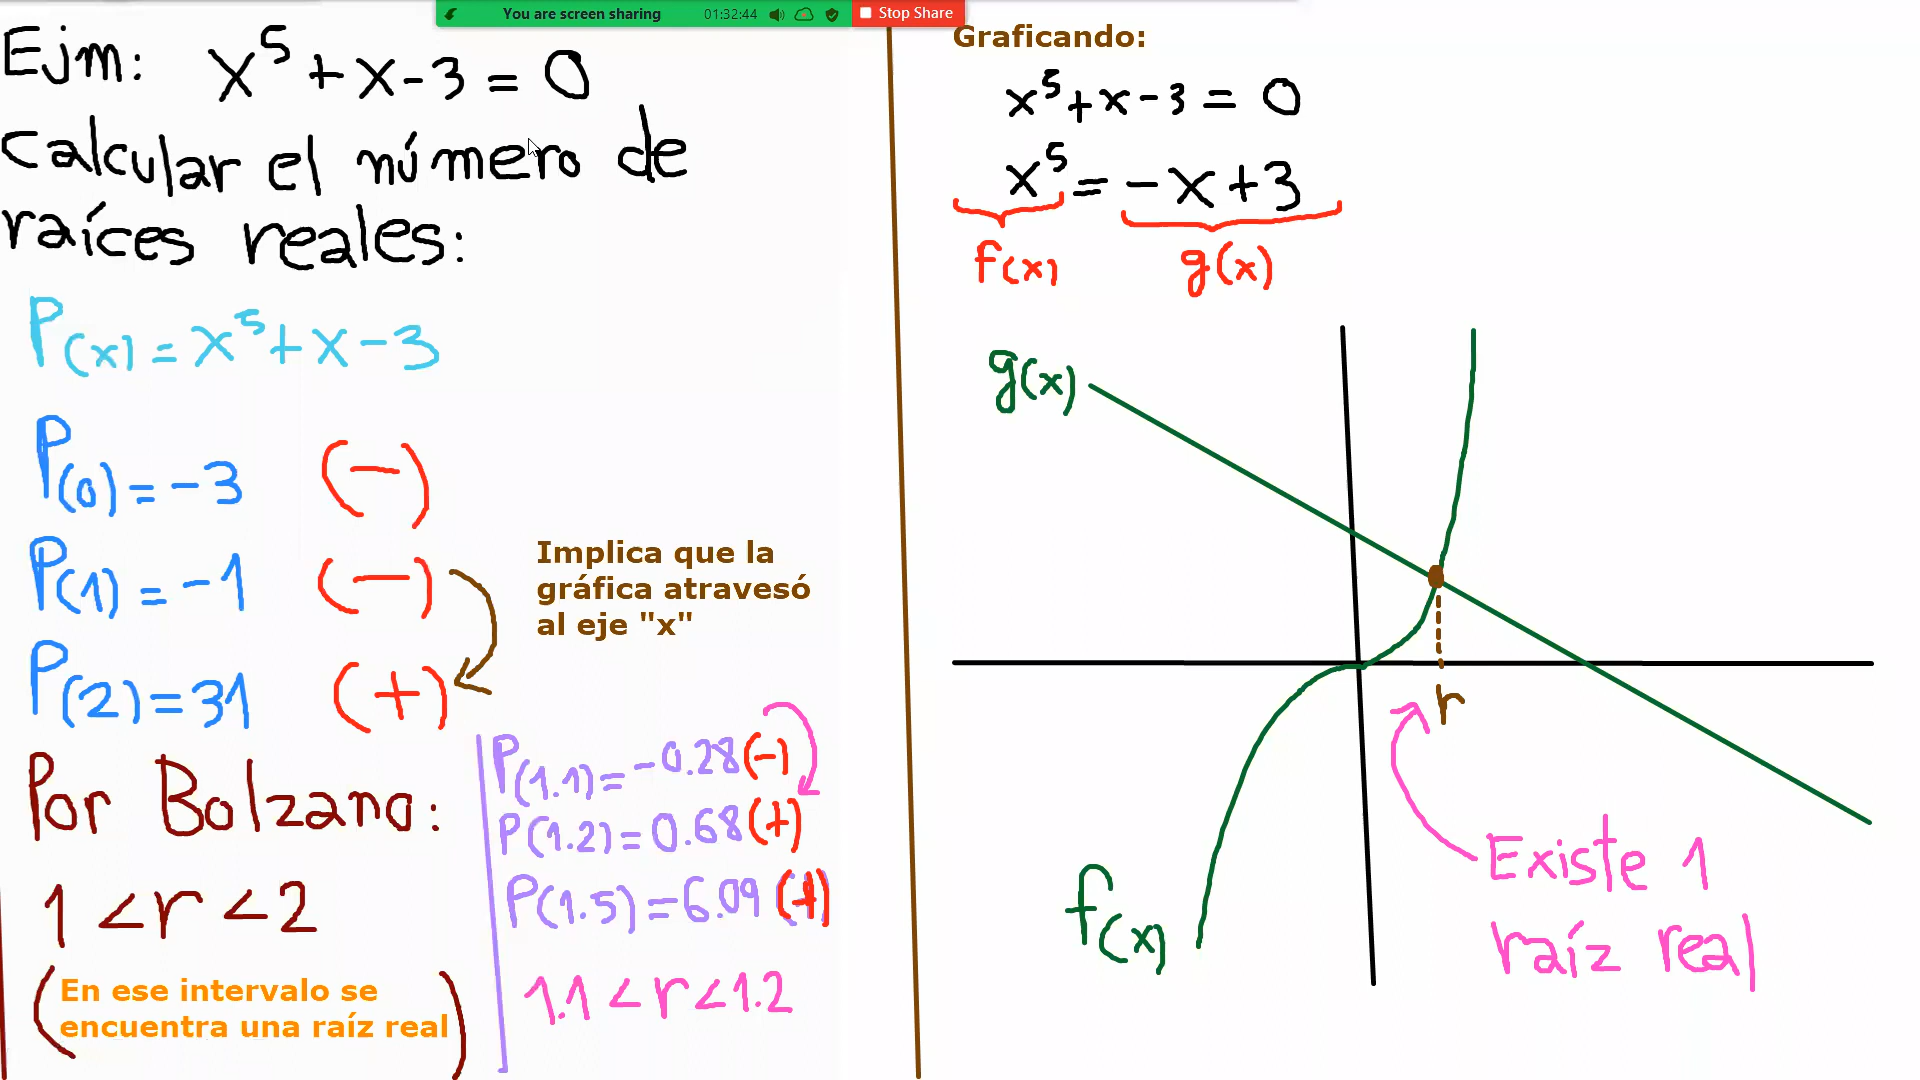 You are screen sharing 01:32:44 Stop Share
Ejm: x⁵+x-3=0
Calcular el número de
raíces reales:
P(x)=x⁵+x-3
P(0)=-3 (-)
P(1)=-1 (-)
P(2)=31 (+)
Implica que la
gráfica atravesó
al eje "x"
Por Bolzano:
1<r<2
(En ese intervalo se
encuentra una raíz real)
P(1.1)=-0.28(-)
P(1.2)=0.68(+)
P(1.5)=6.09(+)
1.1<r<1.2
Graficando:
x⁵+x-3=0
x⁵=-x+3
f(x) g(x)
g(x)
r
f(x)
Existe 1
raíz real